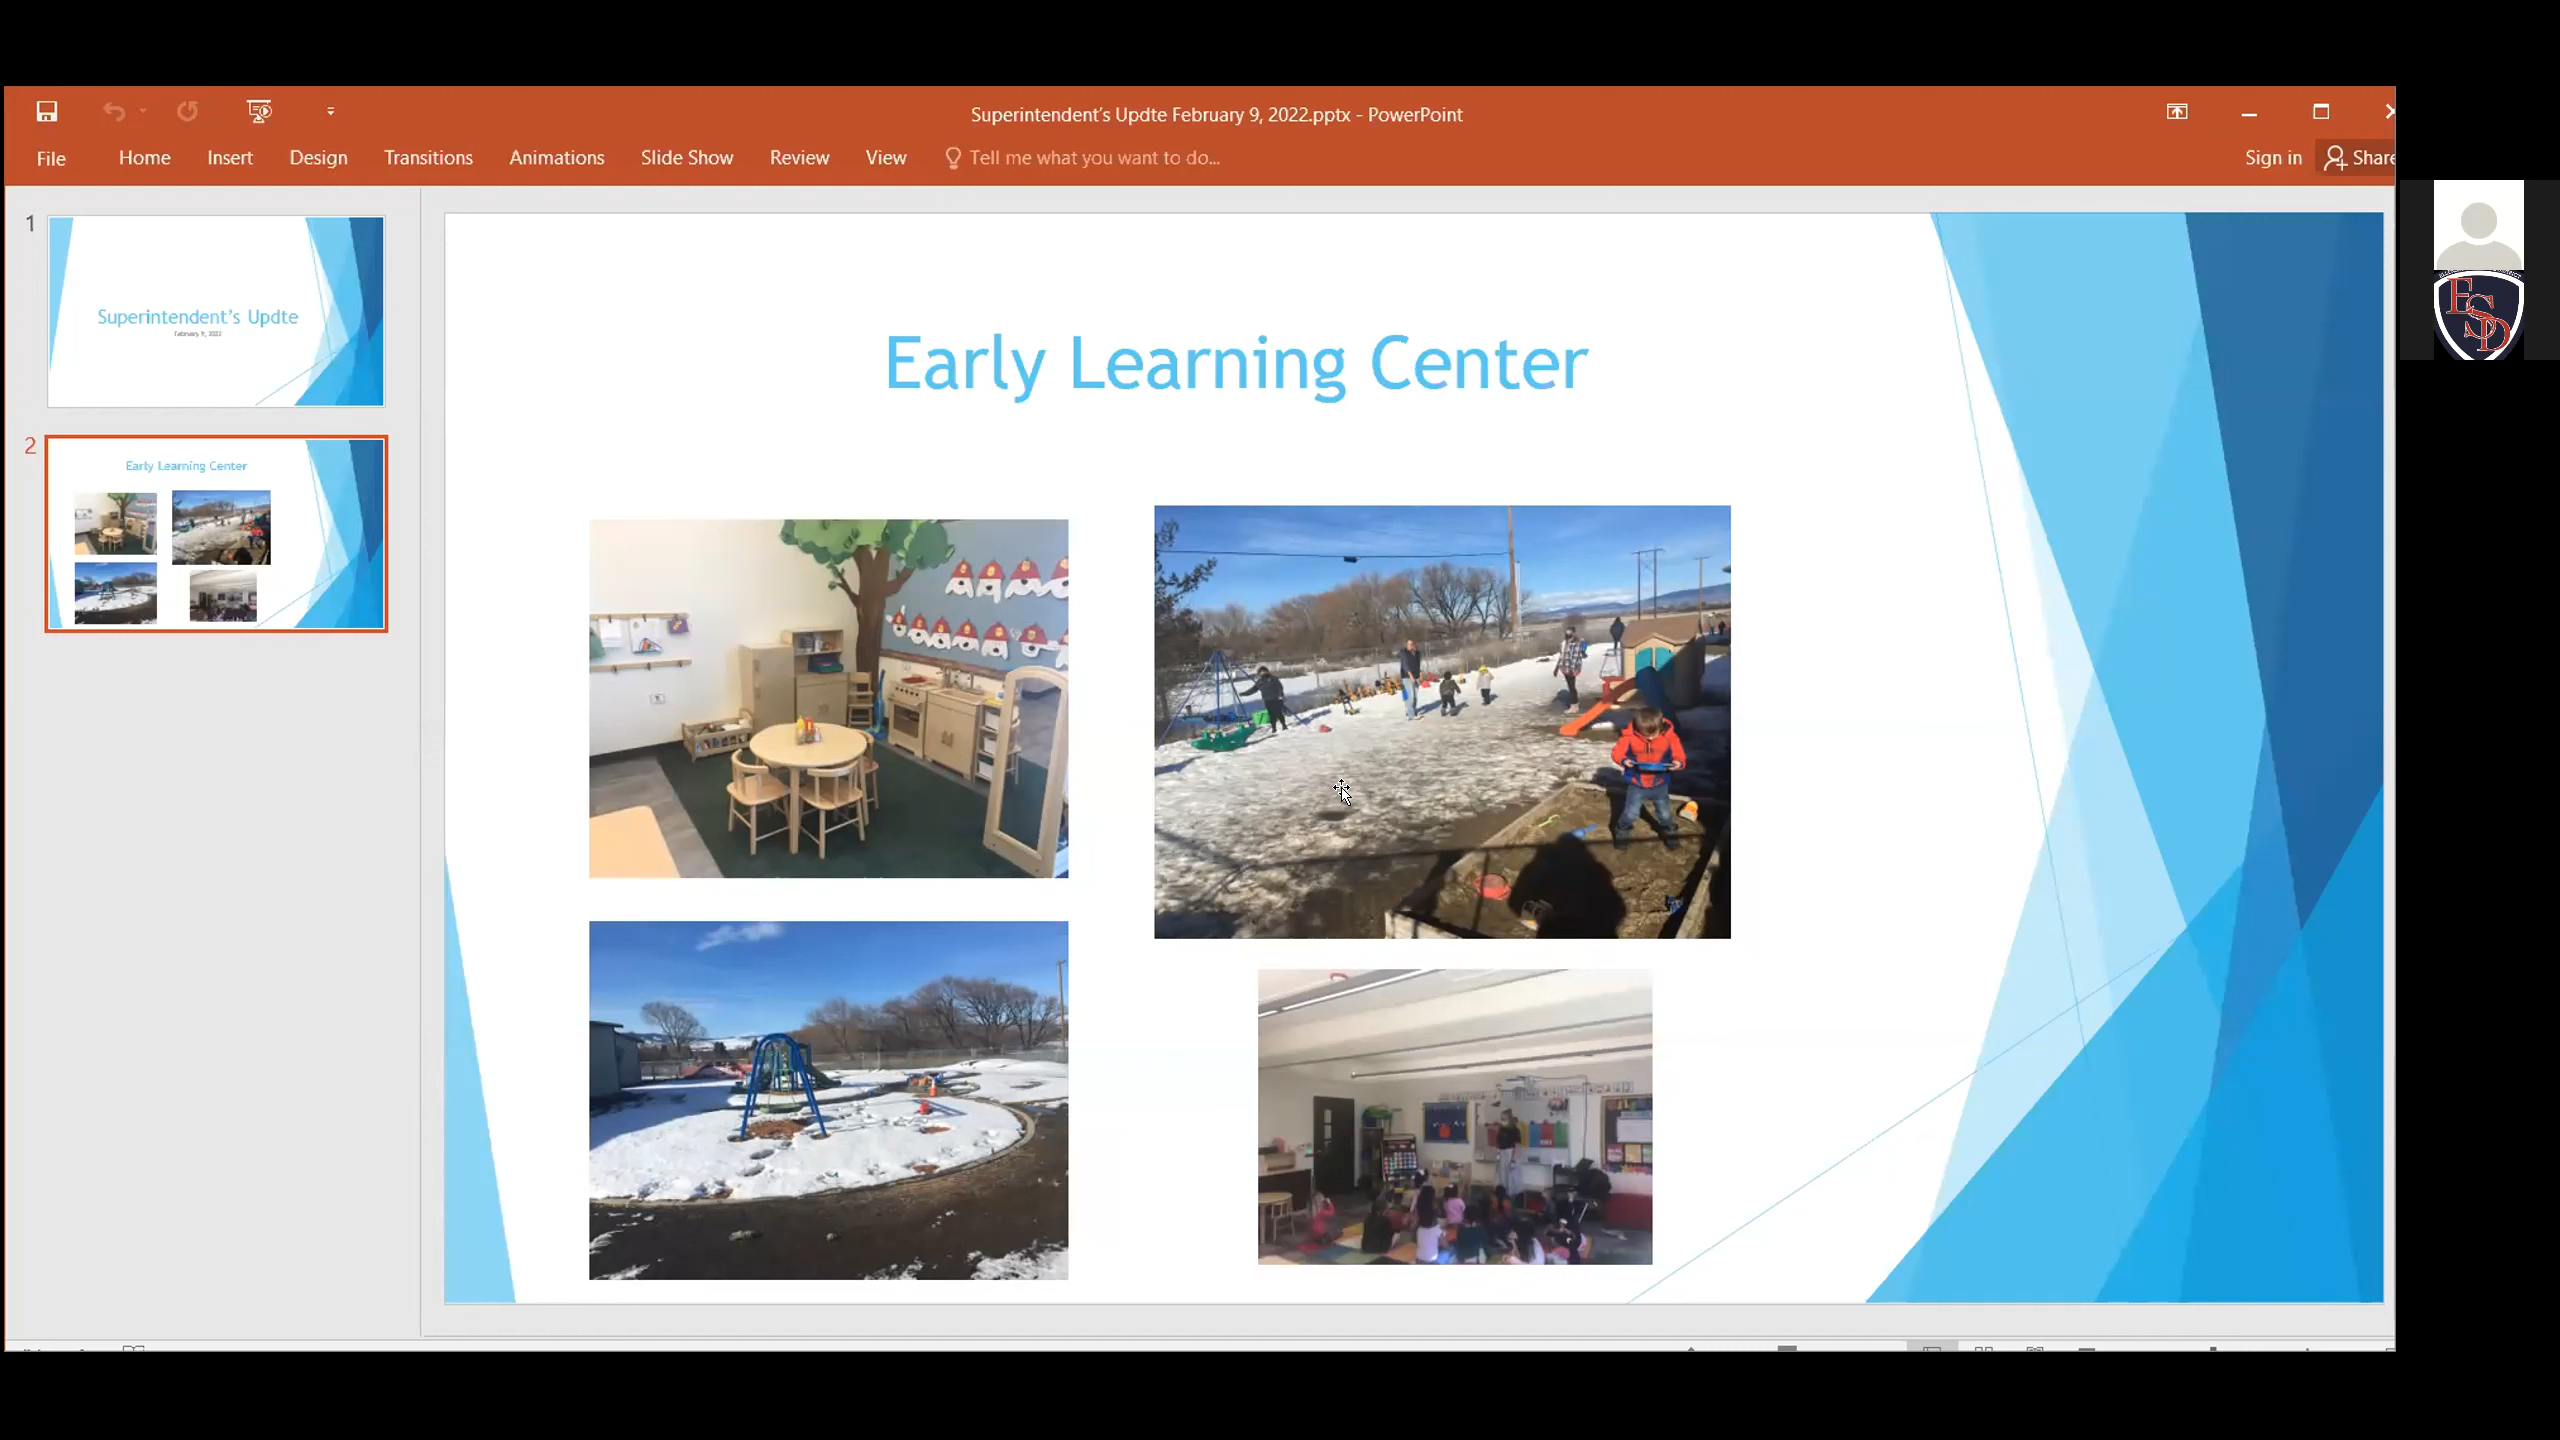 Superintendent's Updte February 9, 2022.pptx - PowerPoint
File Home Insert Design Transitions Animations Slide Show Review View Tell me what you want to do... Sign in Share
1
Superintendent's Updte
February 9, 2022
2
Early Learning Center
Early Learning Center
ESD